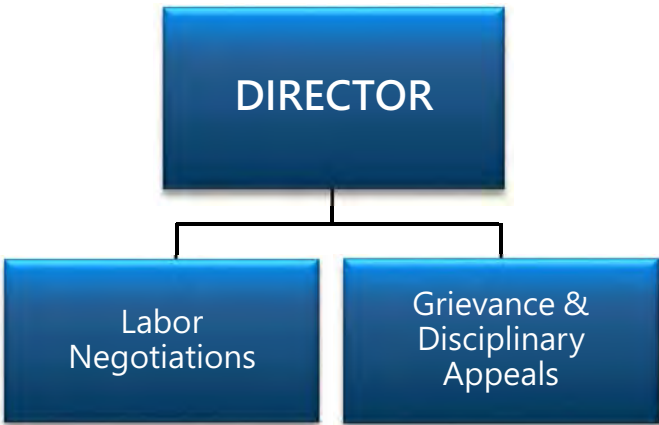 DIRECTOR
Labor
Negotiations
Grievance &
Disciplinary
Appeals